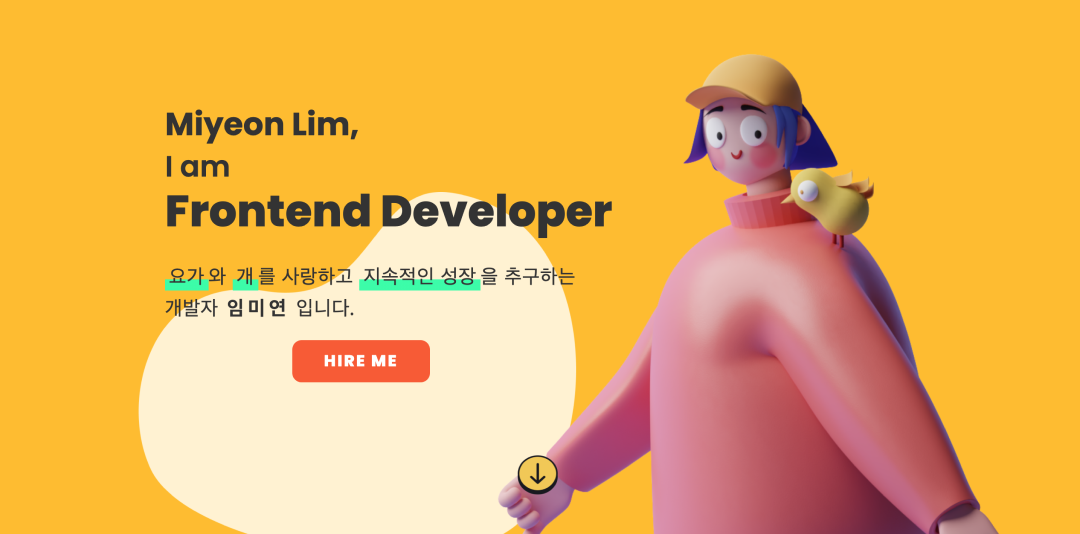 Miyeon Lim,
I am
Frontend Developer
요가와 개를 사랑하고 지속적인 성장을 추구하는
개발자 임미연 입니다.
HIRE ME